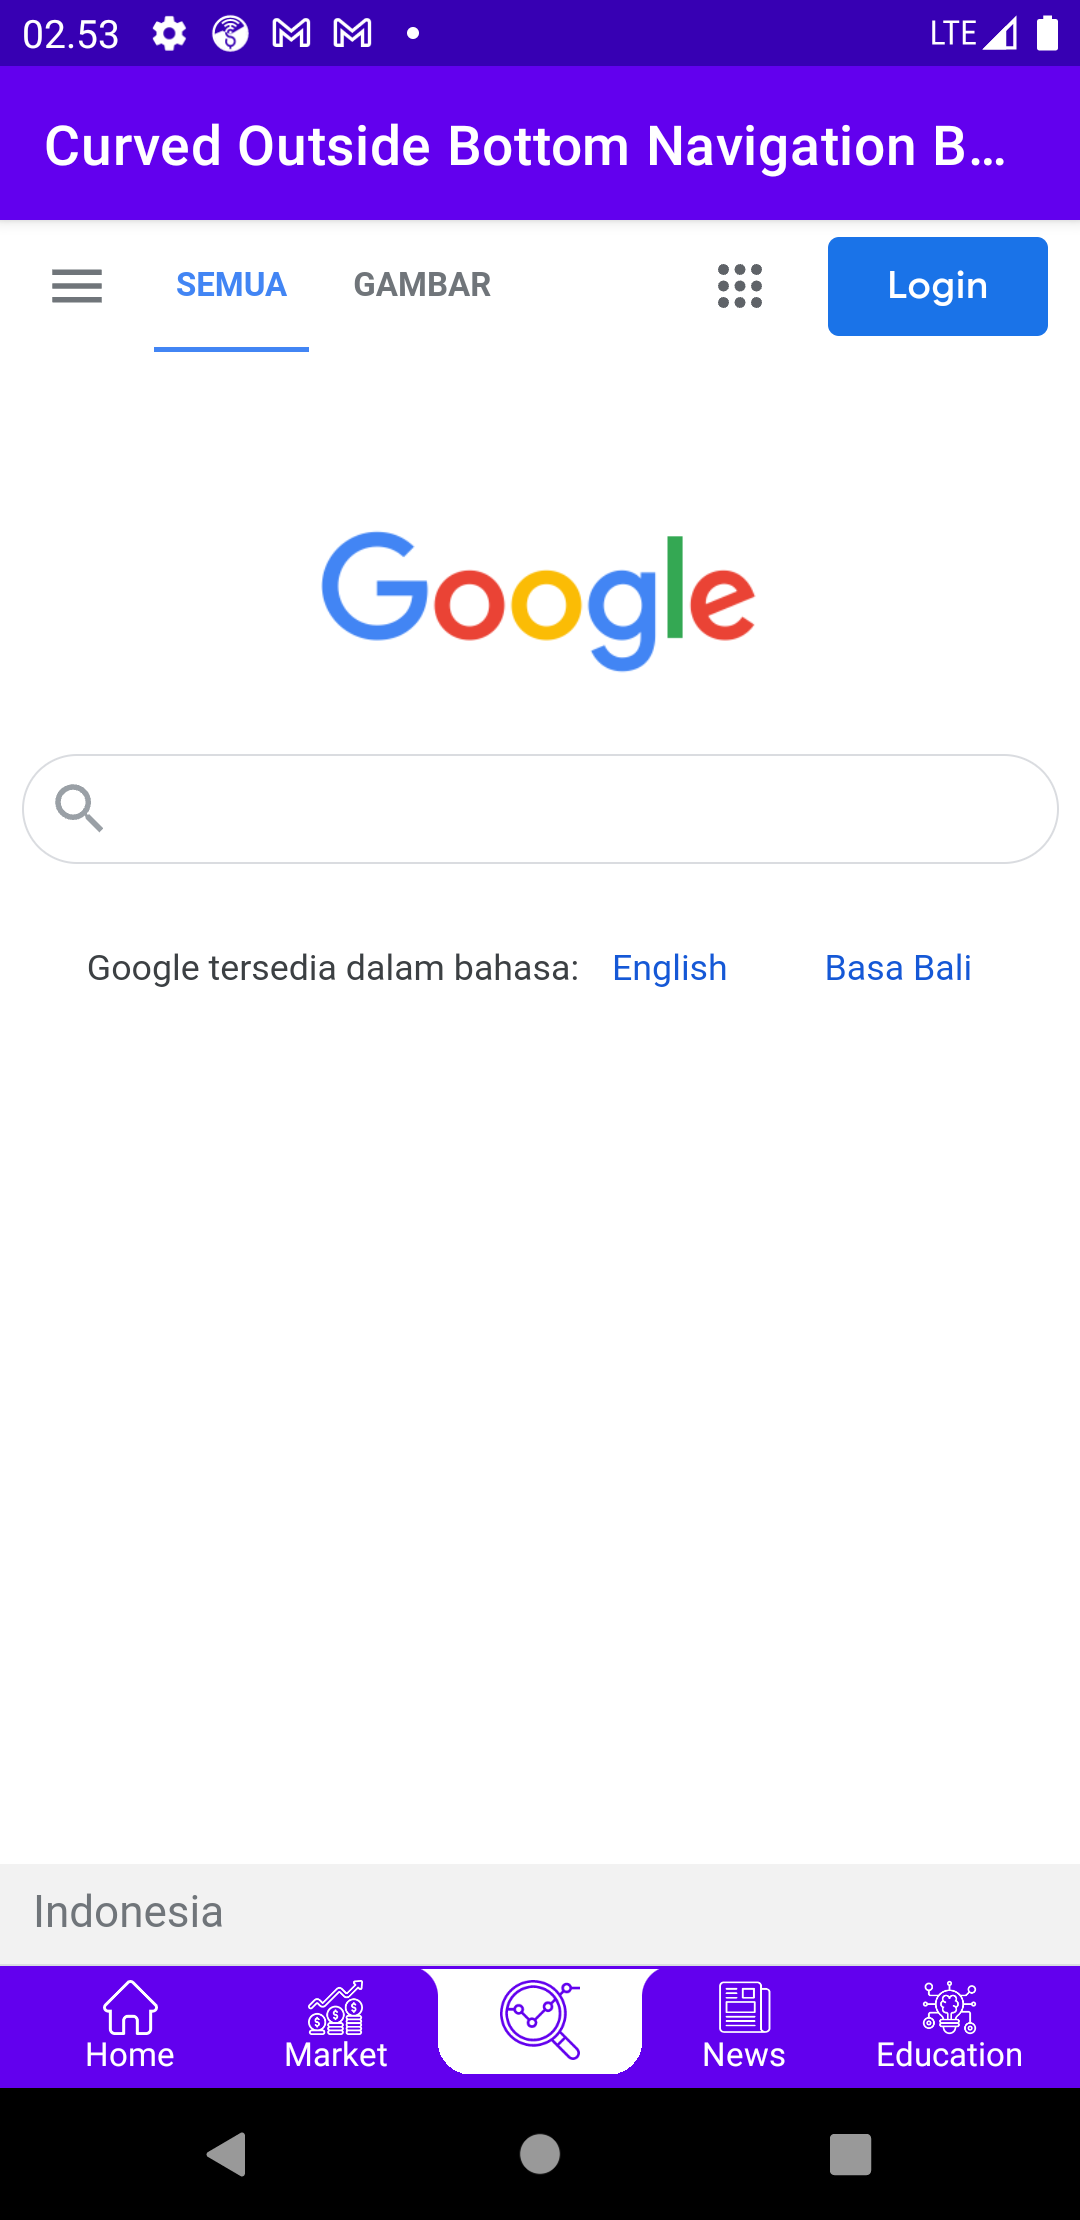 02.53
LTE
Curved Outside Bottom Navigation B...
SEMUA GAMBAR Login
Google
Google tersedia dalam bahasa: English Basa Bali
Indonesia
Home Market News Education